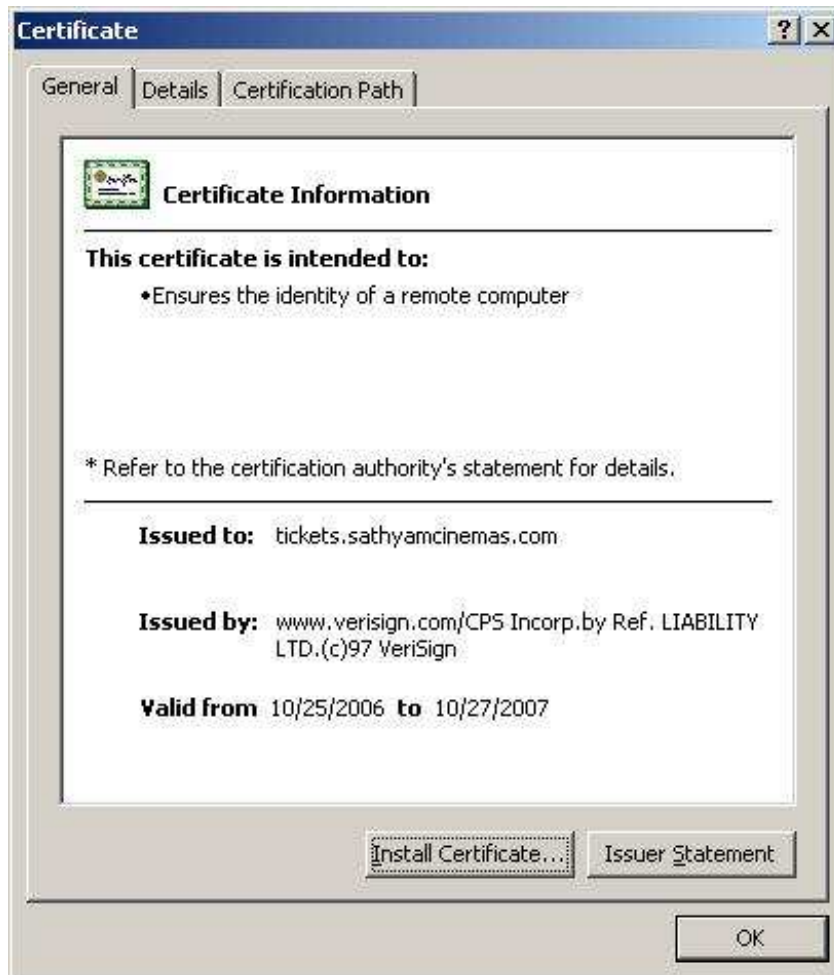 Certificate
General Details Certification Path
Certificate Information
This certificate is intended to:
•Ensures the identity of a remote computer
* Refer to the certification authority's statement for details.
Issued to: tickets.sathyamcinemas.com
Issued by: www.verisign.com/CPS Incorp.by Ref. LIABILITY
LTD.(c)97 VeriSign
Valid from 10/25/2006 to 10/27/2007
Install Certificate... Issuer Statement
OK